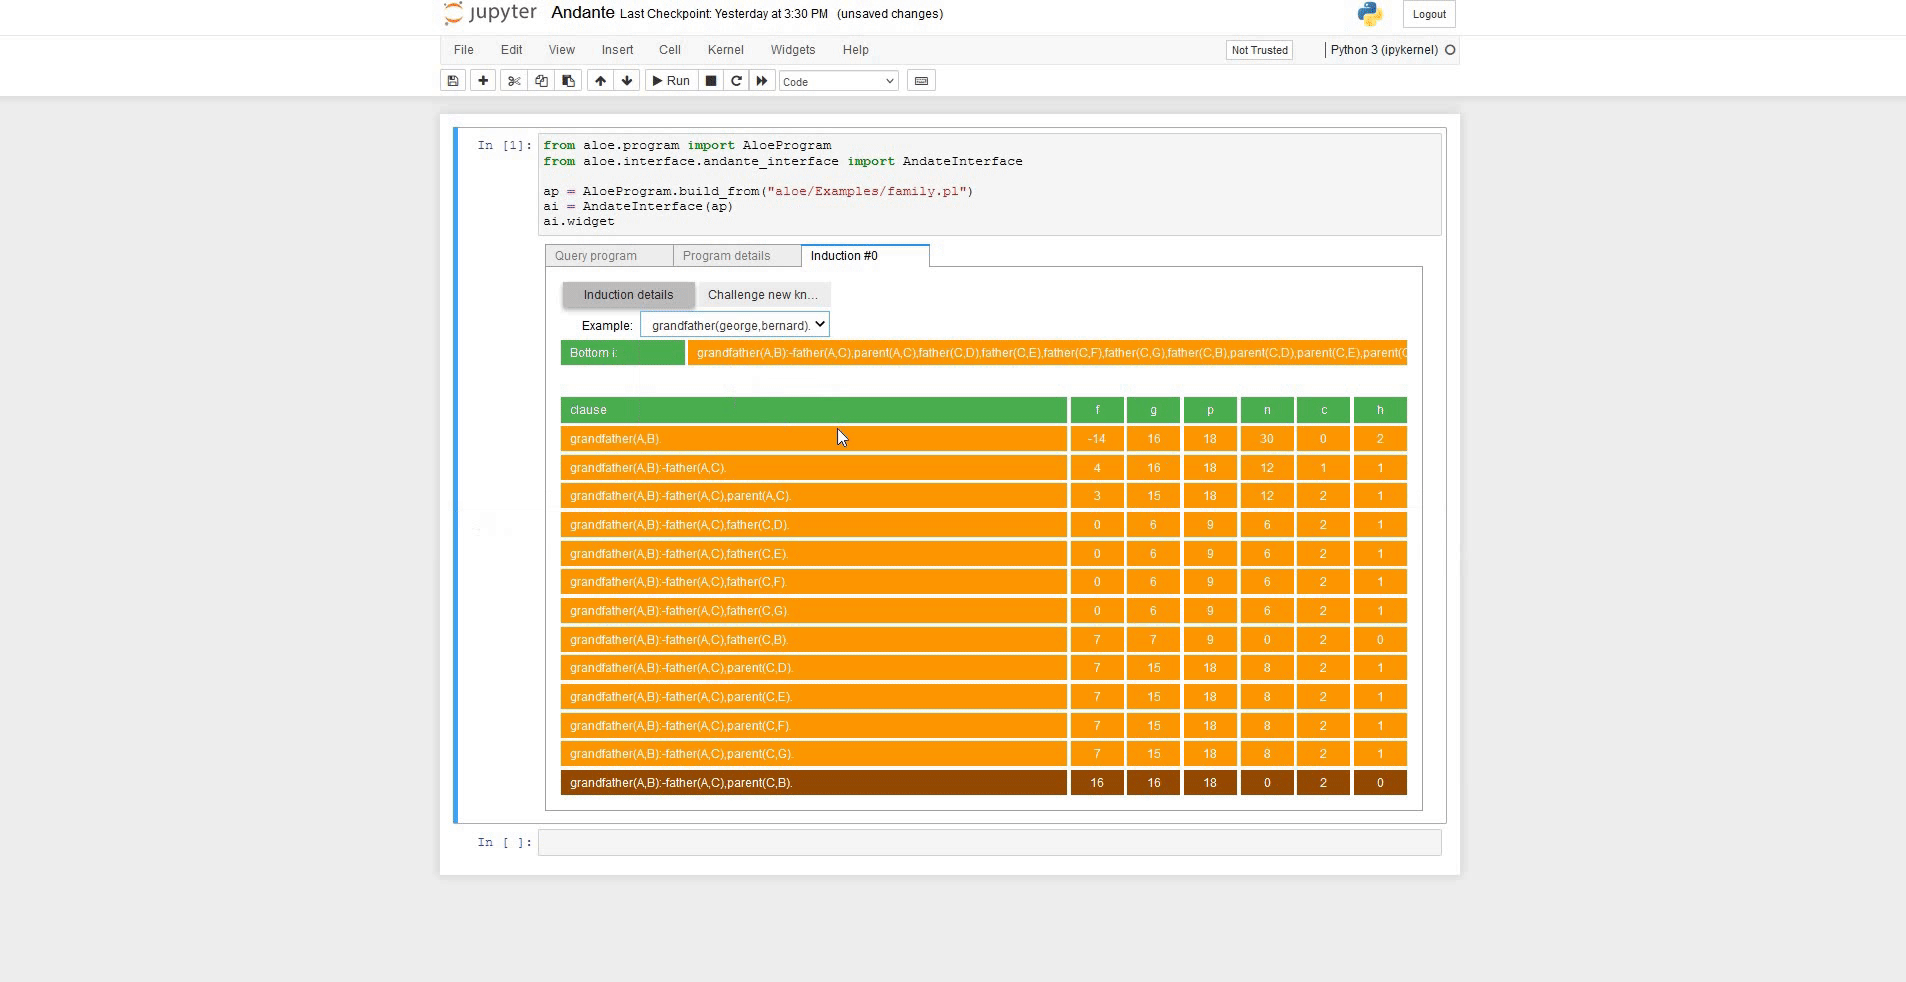 jupyter Andante Last Checkpoint: Yesterday at 3:30 PM (unsaved changes) Logout
File Edit View Insert Cell Kernel Widgets Help Not Trusted Python 3 (ipykernel)
Run Code
In [1]: from aloe.program import AloeProgram
from aloe.interface.andante_interface import AndateInterface
ap = AloeProgram.build_from("aloe/Examples/family.pl")
ai = AndateInterface(ap)
ai.widget
Query program Program details Induction #0
Induction details Challenge new kn...
Example: grandfather(george,bernard).
Bottom i: grandfather(A,B):-father(A,C),parent(A,C),father(C,D),father(C,E),father(C,F),father(C,G),father(C,B),parent(C,D),parent(C,E),parent(C
clause f g p n c h
grandfather(A,B). -14 16 18 30 0 2
grandfather(A,B):-father(A,C). 4 16 18 12 1 1
grandfather(A,B):-father(A,C),parent(A,C). 3 15 18 12 2 1
grandfather(A,B):-father(A,C),father(C,D). 0 6 9 6 2 1
grandfather(A,B):-father(A,C),father(C,E). 0 6 9 6 2 1
grandfather(A,B):-father(A,C),father(C,F). 0 6 9 6 2 1
grandfather(A,B):-father(A,C),father(C,G). 0 6 9 6 2 1
grandfather(A,B):-father(A,C),father(C,B). 7 7 9 0 2 0
grandfather(A,B):-father(A,C),parent(C,D). 7 15 18 8 2 1
grandfather(A,B):-father(A,C),parent(C,E). 7 15 18 8 2 1
grandfather(A,B):-father(A,C),parent(C,F). 7 15 18 8 2 1
grandfather(A,B):-father(A,C),parent(C,G). 7 15 18 8 2 1
grandfather(A,B):-father(A,C),parent(C,B). 16 16 18 0 2 0
In [ ]: